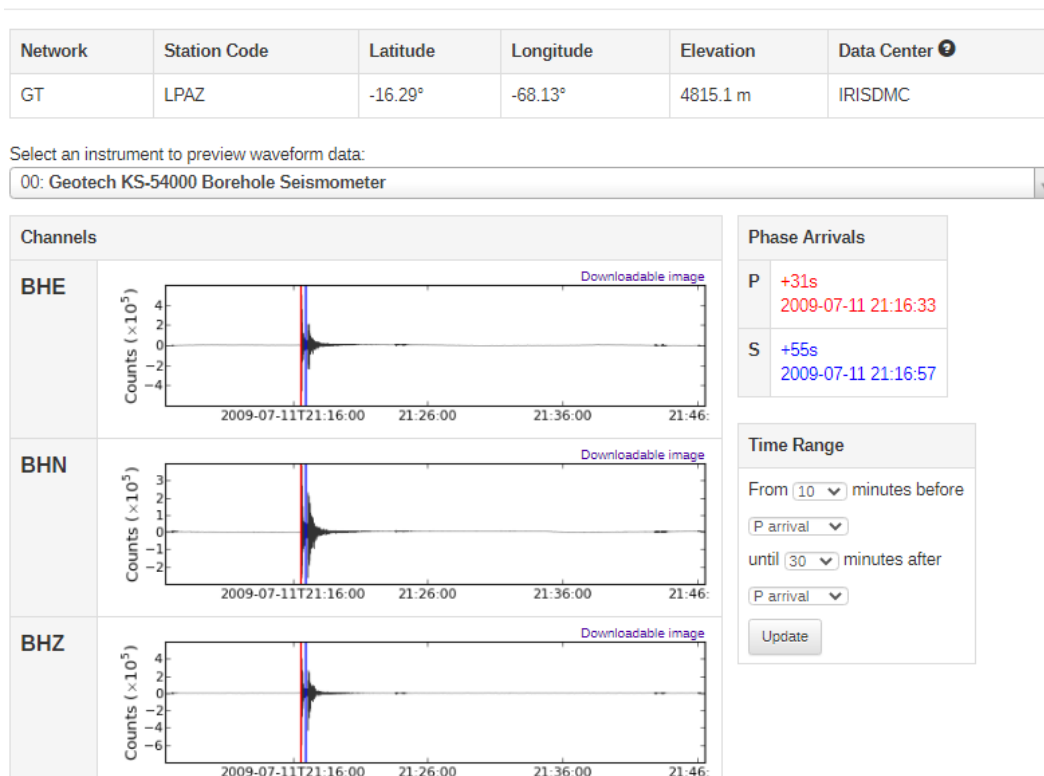 Network Station Code Latitude Longitude Elevation Data Center ?
GT LPAZ -16.29° -68.13° 4815.1 m IRISDMC
Select an instrument to preview waveform data:
00: Geotech KS-54000 Borehole Seismometer
Channels
BHE
Downloadable image
Counts (×10⁵)
4
2
0
−2
−4
2009-07-11T21:16:00 21:26:00 21:36:00 21:46:
BHN
Downloadable image
Counts (×10⁵)
3
2
1
0
−1
−2
2009-07-11T21:16:00 21:26:00 21:36:00 21:46:
BHZ
Downloadable image
Counts (×10⁵)
4
2
0
−2
−4
−6
2009-07-11T21:16:00 21:26:00 21:36:00 21:46:
Phase Arrivals
P +31s
2009-07-11 21:16:33
S +55s
2009-07-11 21:16:57
Time Range
From 10 minutes before
P arrival
until 30 minutes after
P arrival
Update